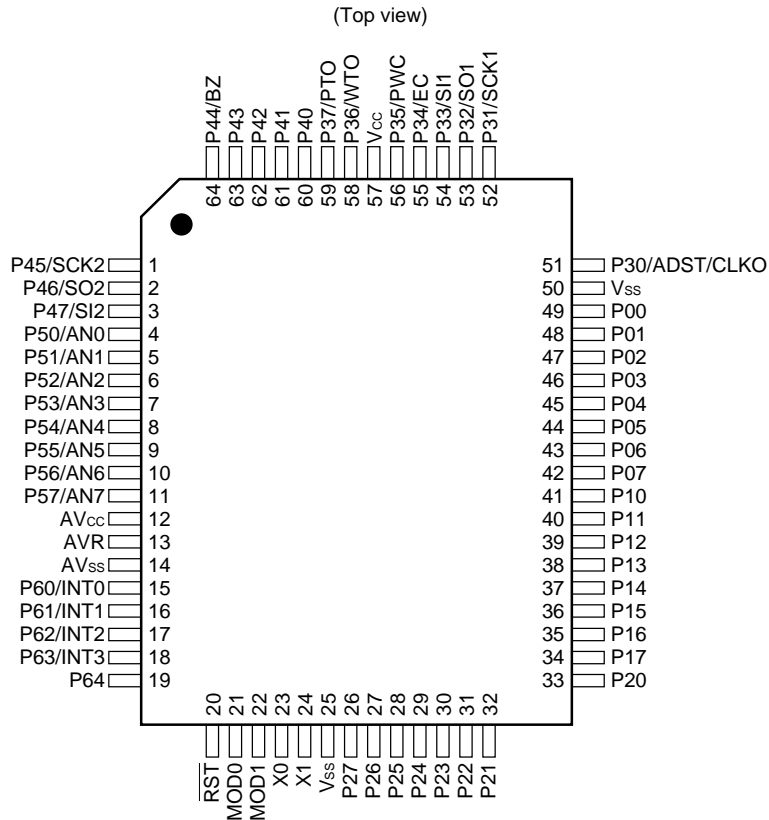 (Top view)
P44/BZ
P43
P42
P41
P40
P37/PTO
P36/WTO
Vcc
P35/PWC
P34/EC
P33/SI1
P32/SO1
P31/SCK1
64
63
62
61
60
59
58
57
56
55
54
53
52
P45/SCK2 1
P46/SO2 2
P47/SI2 3
P50/AN0 4
P51/AN1 5
P52/AN2 6
P53/AN3 7
P54/AN4 8
P55/AN5 9
P56/AN6 10
P57/AN7 11
AVcc 12
AVR 13
AVss 14
P60/INT0 15
P61/INT1 16
P62/INT2 17
P63/INT3 18
P64 19
51 P30/ADST/CLKO
50 Vss
49 P00
48 P01
47 P02
46 P03
45 P04
44 P05
43 P06
42 P07
41 P10
40 P11
39 P12
38 P13
37 P14
36 P15
35 P16
34 P17
33 P20
20
21
22
23
24
25
26
27
28
29
30
31
32
RST
MOD0
MOD1
X0
X1
Vss
P27
P26
P25
P24
P23
P22
P21